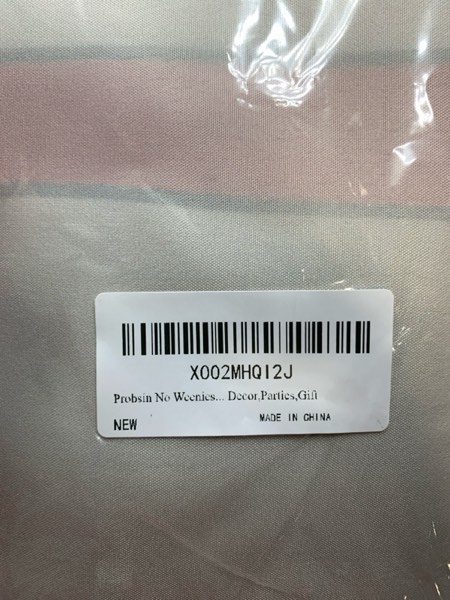 X002MHQI2J
Probsin No Weenies... Decor,Parties,Gift
NEW
MADE IN CHINA